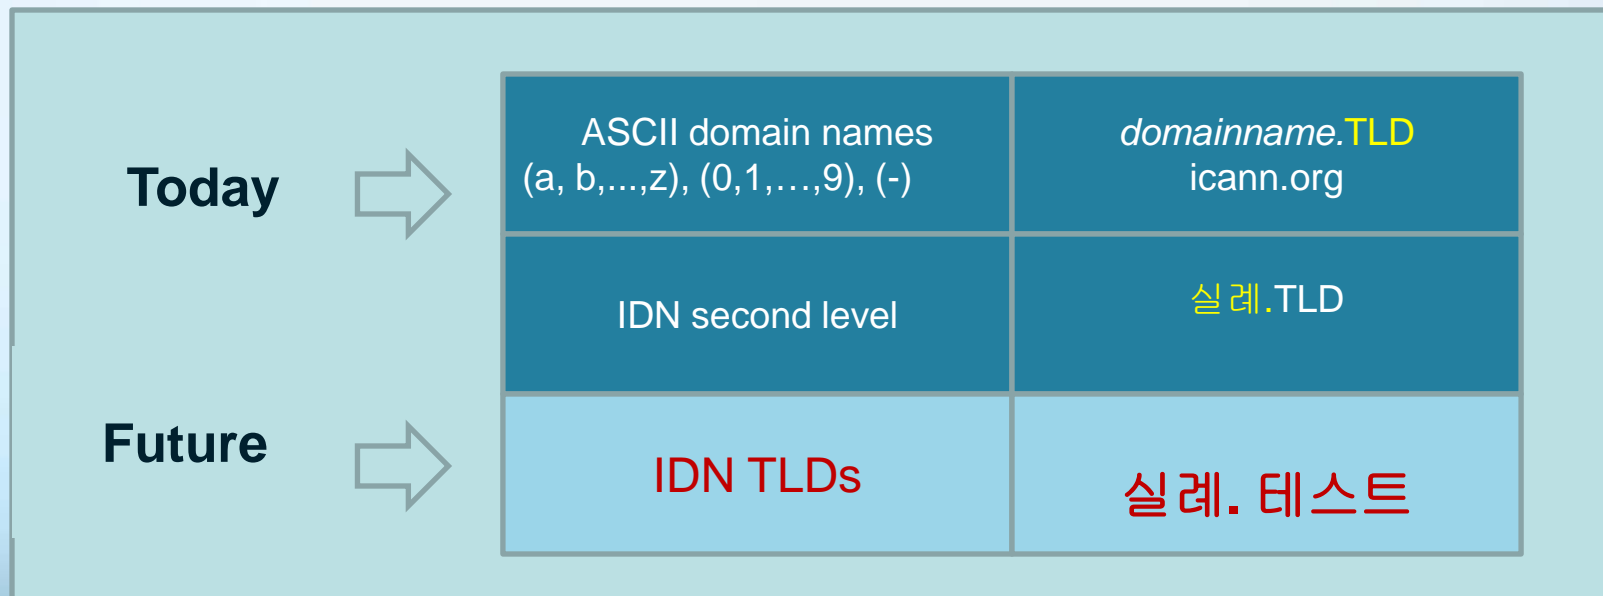 Today
ASCII domain names
(a, b,...,z), (0,1,…,9), (-)
domainname.TLD
icann.org
IDN second level
실례.TLD
Future
IDN TLDs
실례. 테스트